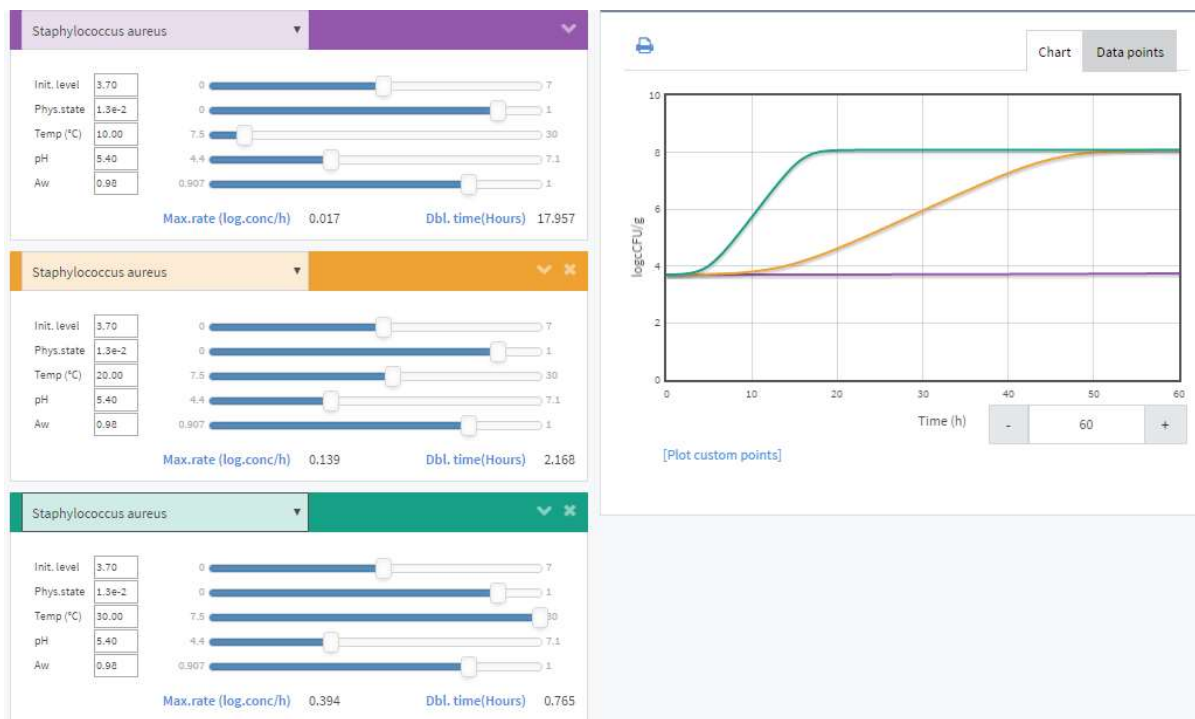 Staphylococcus aureus ▼
Init. level 3.70 0 7
Phys.state 1.3e-2 0 1
Temp (°C) 10.00 7.5 30
pH 5.40 4.4 7.1
Aw 0.98 0.907 1
Max.rate (log.conc/h) 0.017 Dbl. time(Hours) 17.957
Staphylococcus aureus ▼
Init. level 3.70 0 7
Phys.state 1.3e-2 0 1
Temp (°C) 20.00 7.5 30
pH 5.40 4.4 7.1
Aw 0.98 0.907 1
Max.rate (log.conc/h) 0.139 Dbl. time(Hours) 2.168
Staphylococcus aureus ▼
Init. level 3.70 0 7
Phys.state 1.3e-2 0 1
Temp (°C) 30.00 7.5 30
pH 5.40 4.4 7.1
Aw 0.98 0.907 1
Max.rate (log.conc/h) 0.394 Dbl. time(Hours) 0.765
Chart Data points
10
8
6
4
2
0
logcCFU/g
0 10 20 30 40 50 60
Time (h) - 60 +
[Plot custom points]